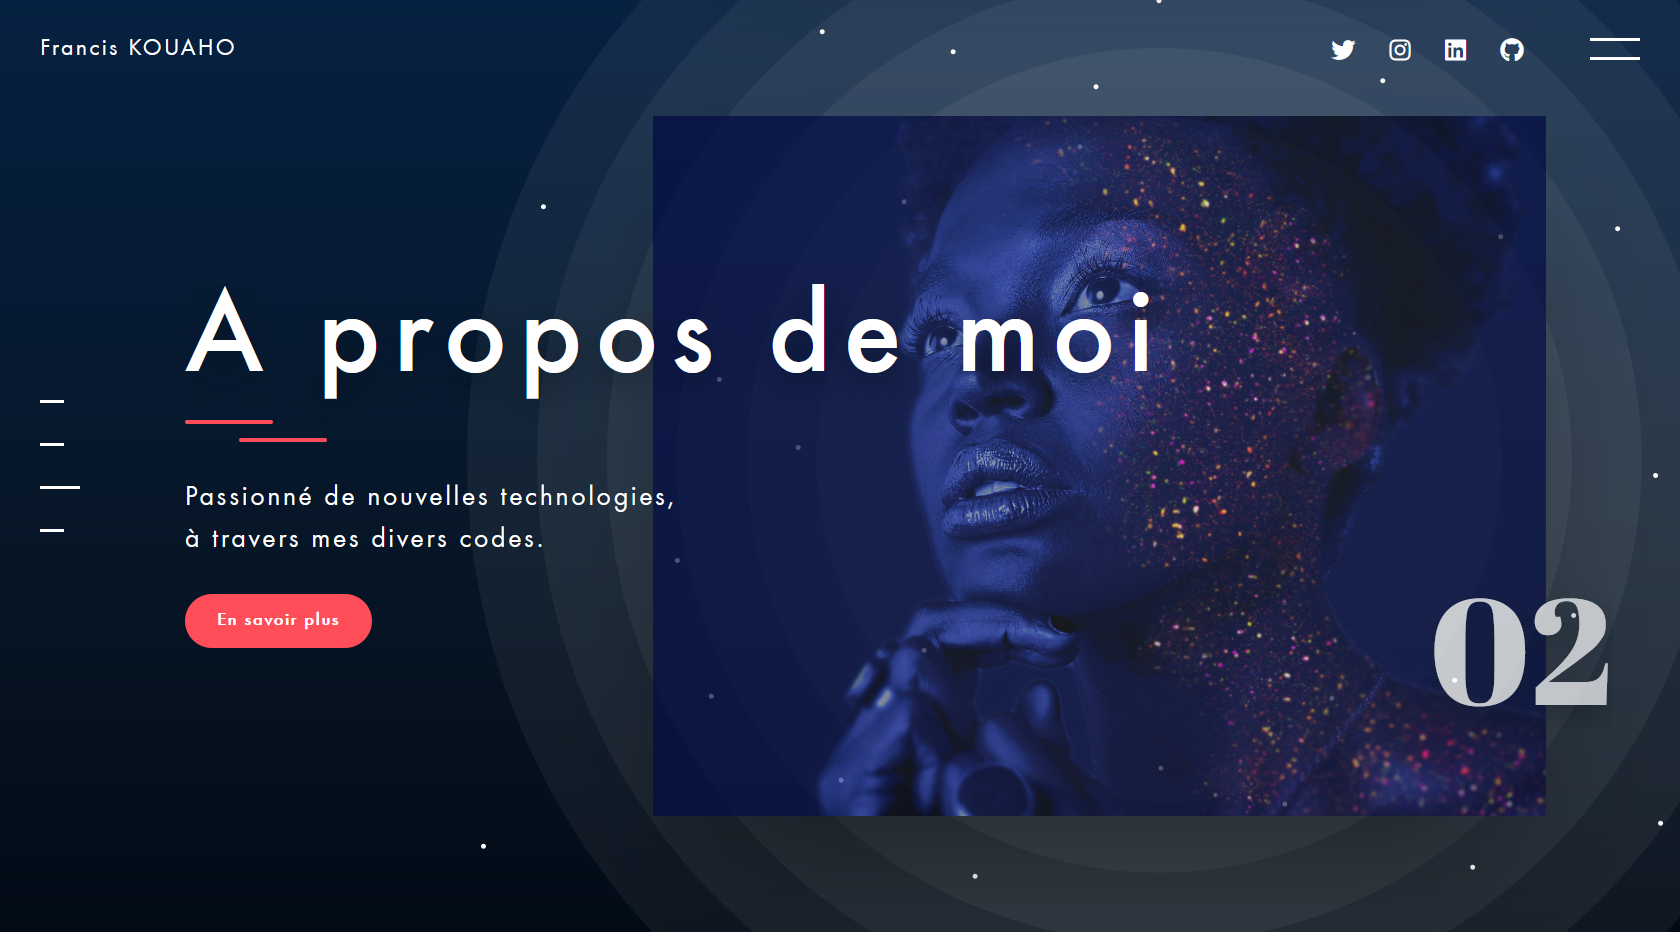 Francis KOUAHO
A propos de moi
Passionné de nouvelles technologies,
à travers mes divers codes.
En savoir plus
02